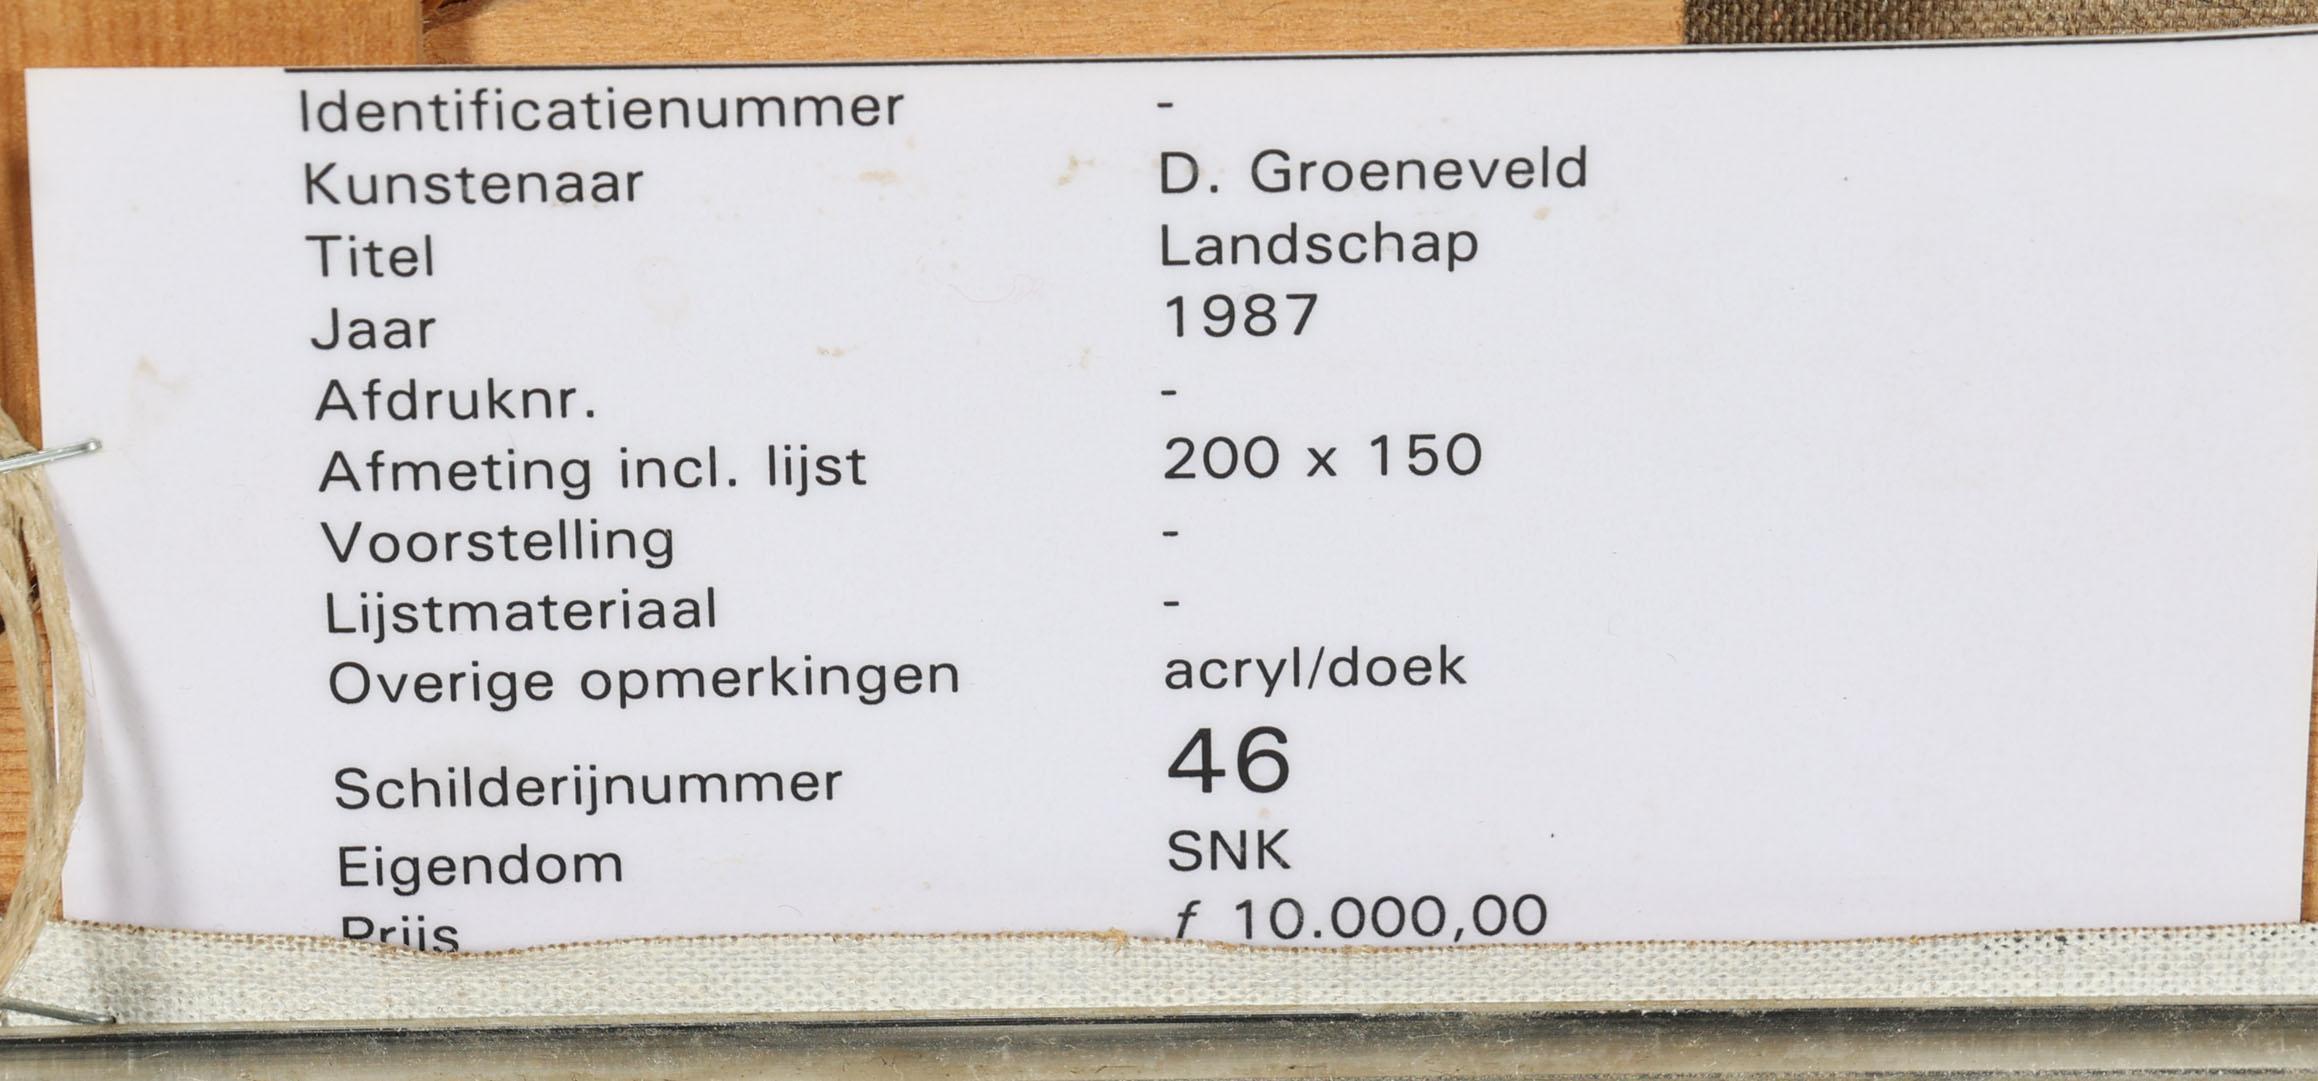 Identificatienummer -
Kunstenaar D. Groeneveld
Titel Landschap
Jaar 1987
Afdruknr. -
Afmeting incl. lijst 200 x 150
Voorstelling -
Lijstmateriaal -
Overige opmerkingen acryl/doek
Schilderijnummer 46
Eigendom SNK
Prijs ƒ 10.000,00